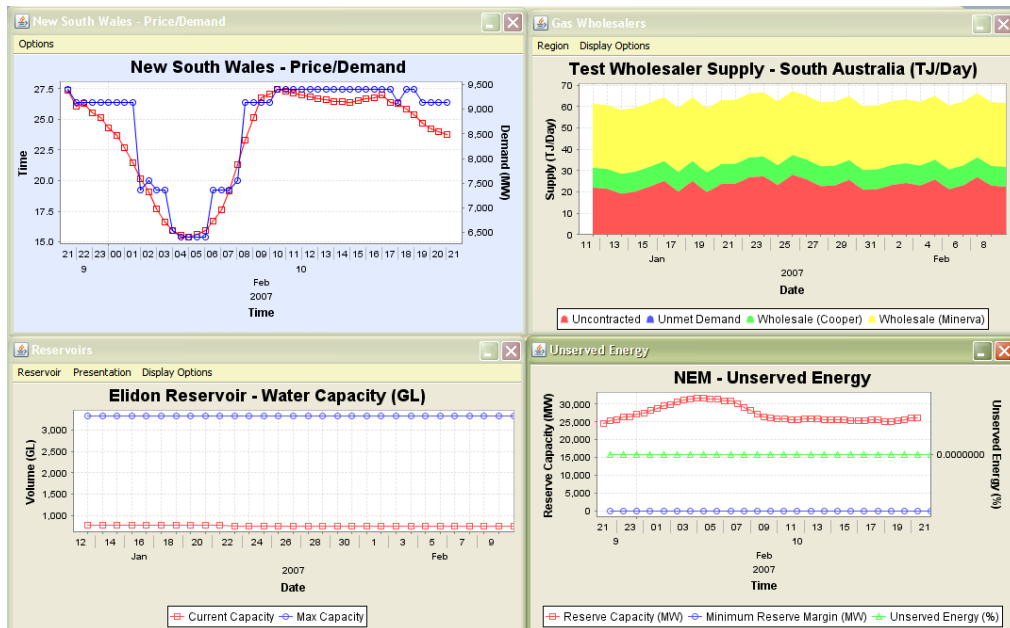 New South Wales - Price/Demand
Options
New South Wales - Price/Demand
27.5
25.0
22.5
20.0
17.5
15.0
Time
9,500
9,000
8,500
8,000
7,500
7,000
6,500
Demand (MW)
21 22 23 00 01 02 03 04 05 06 07 08 09 10 11 12 13 14 15 16 17 18 19 20 21
9 10
Feb
2007
Time
Gas Wholesalers
Region Display Options
Test Wholesaler Supply - South Australia (TJ/Day)
70
60
50
40
30
20
10
0
Supply (TJ/Day)
11 13 15 17 19 21 23 25 27 29 31 2 4 6 8
Jan Feb
2007
Date
Uncontracted Unmet Demand Wholesale (Cooper) Wholesale (Minerva)
Reservoirs
Reservoir Presentation Display Options
Elidon Reservoir - Water Capacity (GL)
3,000
2,500
2,000
1,500
1,000
Volume (GL)
12 14 16 18 20 22 24 26 28 30 1 3 5 7 9
Jan Feb
2007
Date
Current Capacity Max Capacity
Unserved Energy
NEM - Unserved Energy
30,000
25,000
20,000
15,000
10,000
5,000
0
Reserve Capacity (MW)
0.0000000
Unserved Energy (%)
21 23 01 03 05 07 09 11 13 15 17 19 21
9 10
Feb
2007
Time
Reserve Capacity (MW) Minimum Reserve Margin (MW) Unserved Energy (%)